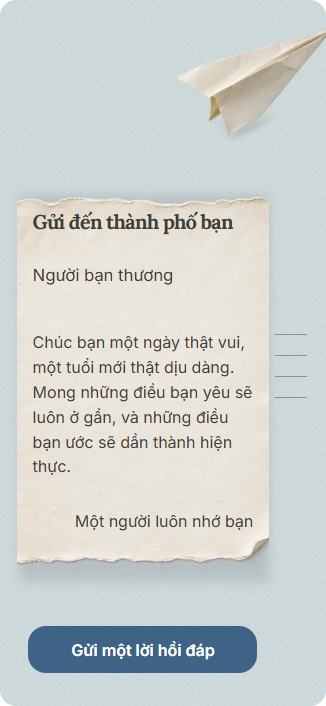 Gửi đến thành phố bạn
Người bạn thương
Chúc bạn một ngày thật vui,
một tuổi mới thật dịu dàng.
Mong những điều bạn yêu sẽ
luôn ở gần, và những điều
bạn ước sẽ dần thành hiện
thực.
Một người luôn nhớ bạn
Gửi một lời hồi đáp